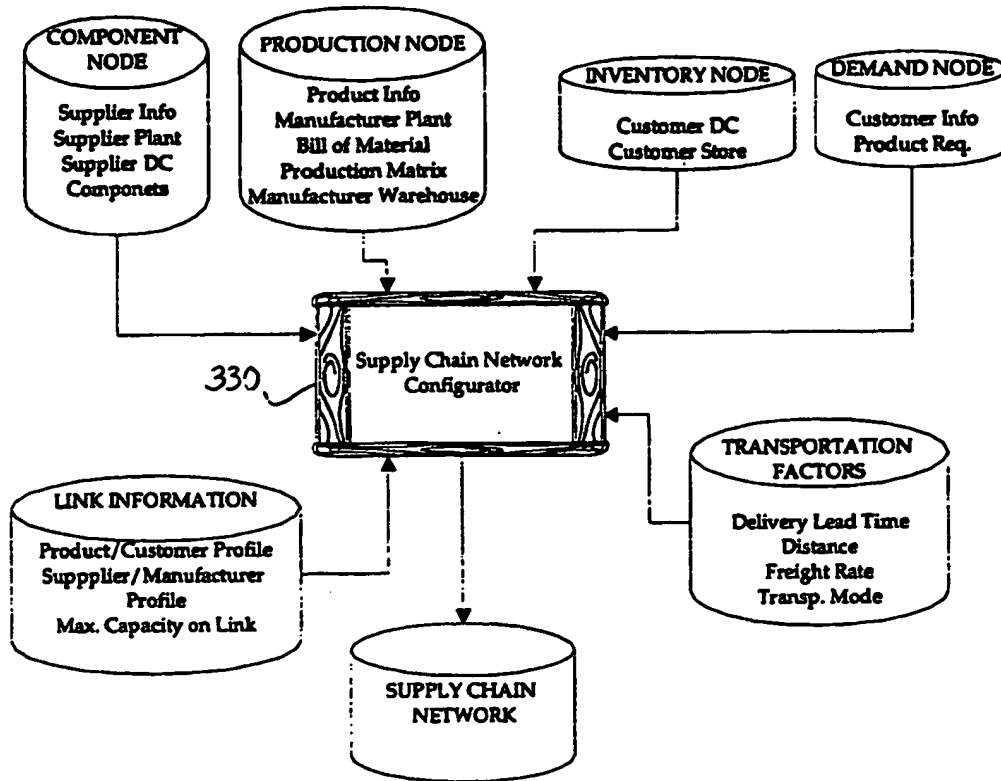 COMPONENT
NODE
Supplier Info
Supplier Plant
Supplier DC
Componets
PRODUCTION NODE
Product Info
Manufacturer Plant
Bill of Material
Production Matrix
Manufacturer Warehouse
INVENTORY NODE
Customer DC
Customer Store
DEMAND NODE
Customer Info
Product Req.
330
Supply Chain Network
Configurator
LINK INFORMATION
Product/Customer Profile
Suppplier/Manufacturer
Profile
Max. Capacity on Link
TRANSPORTATION
FACTORS
Delivery Lead Time
Distance
Freight Rate
Transp. Mode
SUPPLY CHAIN
NETWORK